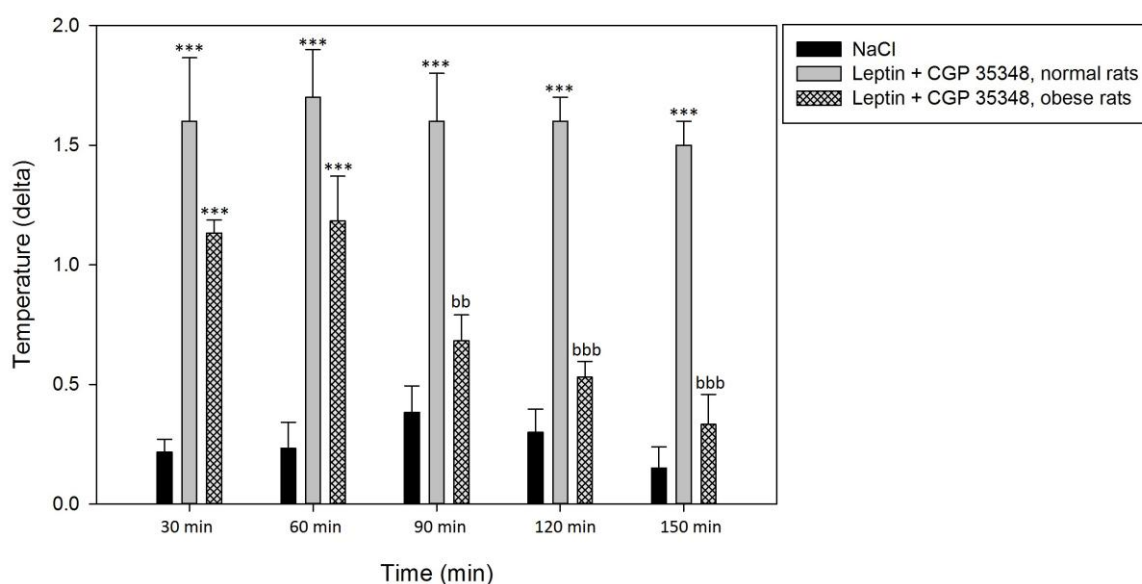 2.0
1.5
1.0
0.5
0.0
Temperature (delta)
***
***
***
***
***
***
***
bb
bbb
bbb
30 min
60 min
90 min
120 min
150 min
Time (min)
NaCl
Leptin + CGP 35348, normal rats
Leptin + CGP 35348, obese rats